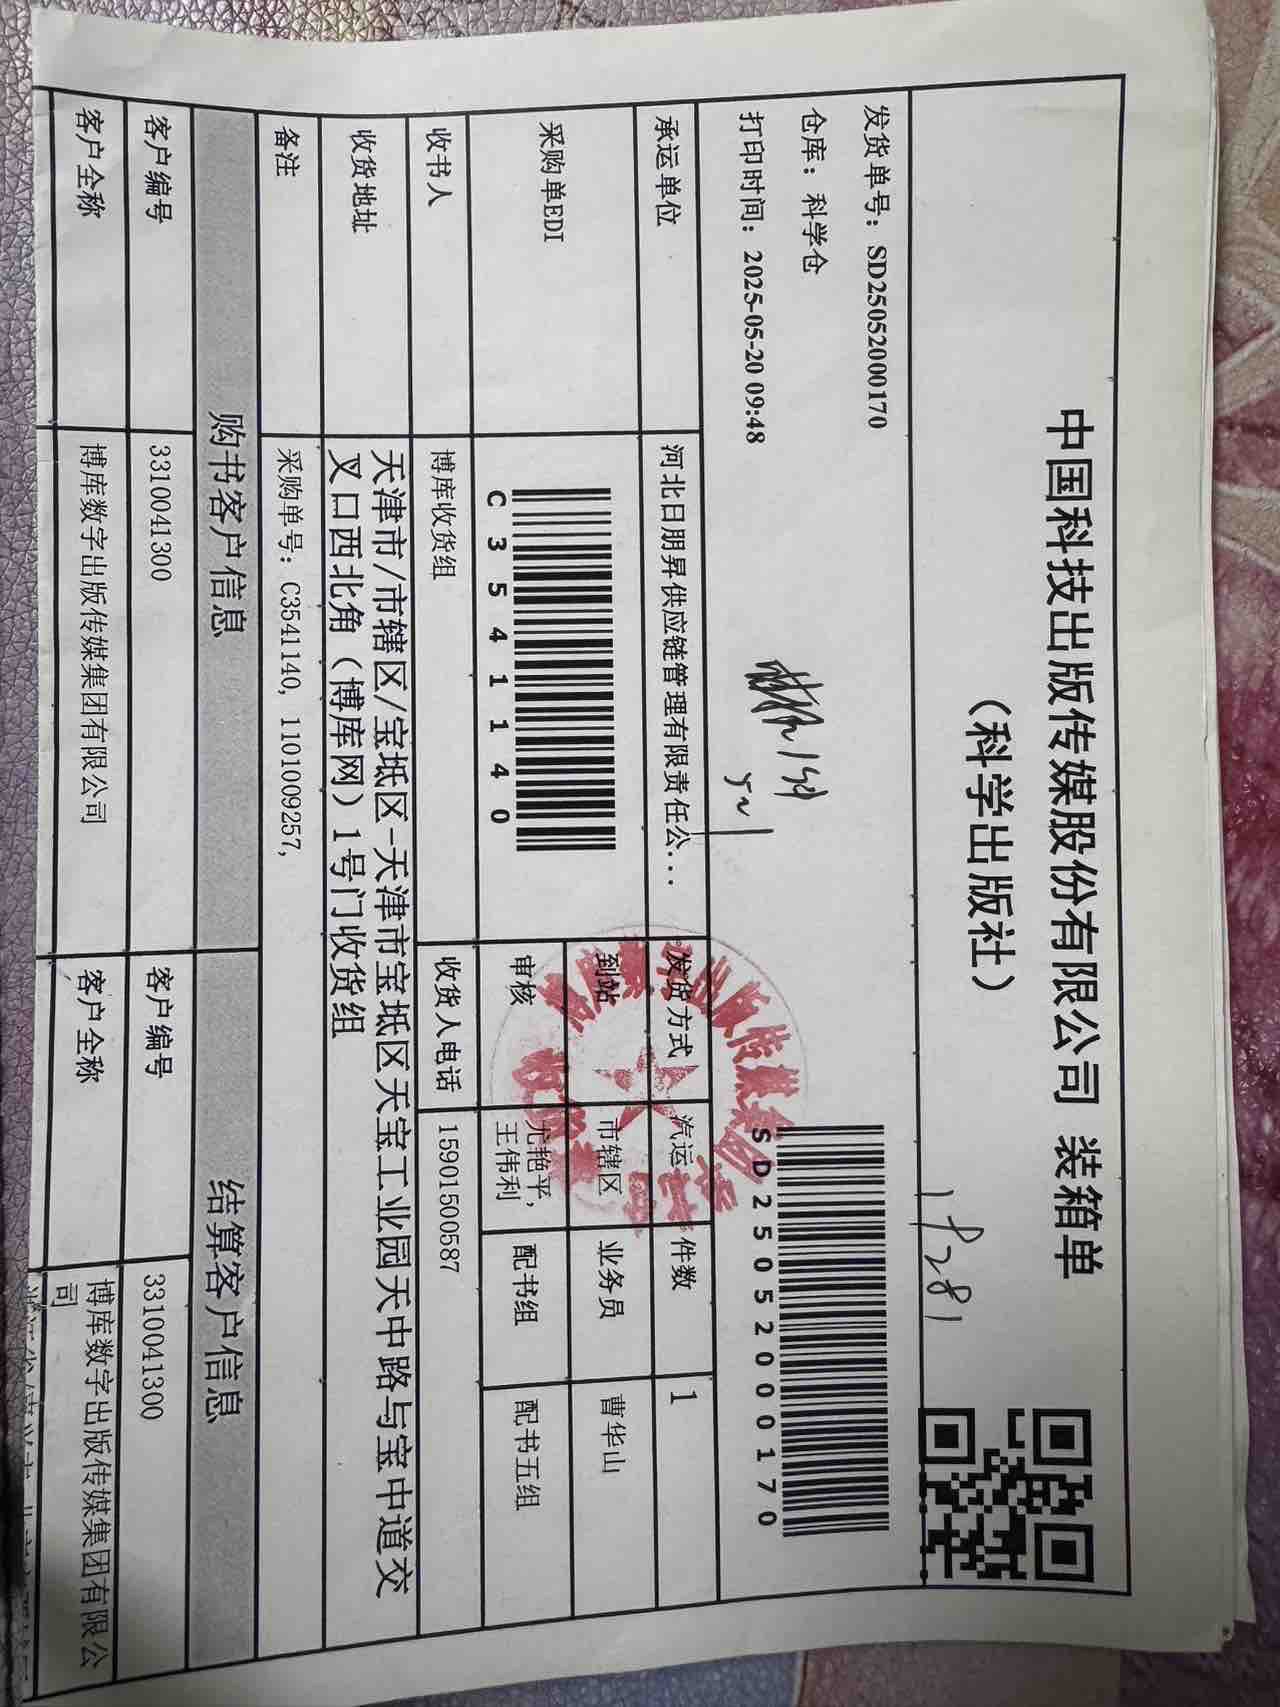 中国科技出版传媒股份有限公司 装箱单
（科学出版社）
1P281
发货单号：SD2505200170
仓库：科学仓
打印时间：2025-05-20 09:48
SD2505200170
承运单位 河北日朋昇供应链管理有限责任公... 发货方式 汽运 件数 1
采购单EDI
C3541140
到站 市辖区 业务员 曹华山
审核 尤艳平,王伟利 配书组 配书五组
收书人 博库收货组 收货人电话 15901500587
收货地址 天津市/市辖区/宝坻区-天津市宝坻区天宝工业园天中路与宝中道交
叉口西北角（博库网）1号门收货组
备注 采购单号：C3541140, 1101009257,
购书客户信息 结算客户信息
客户编号 3310041300 客户编号 3310041300
客户全称 博库数字出版传媒集团有限公司 客户全称 博库数字出版传媒集团有限公
司